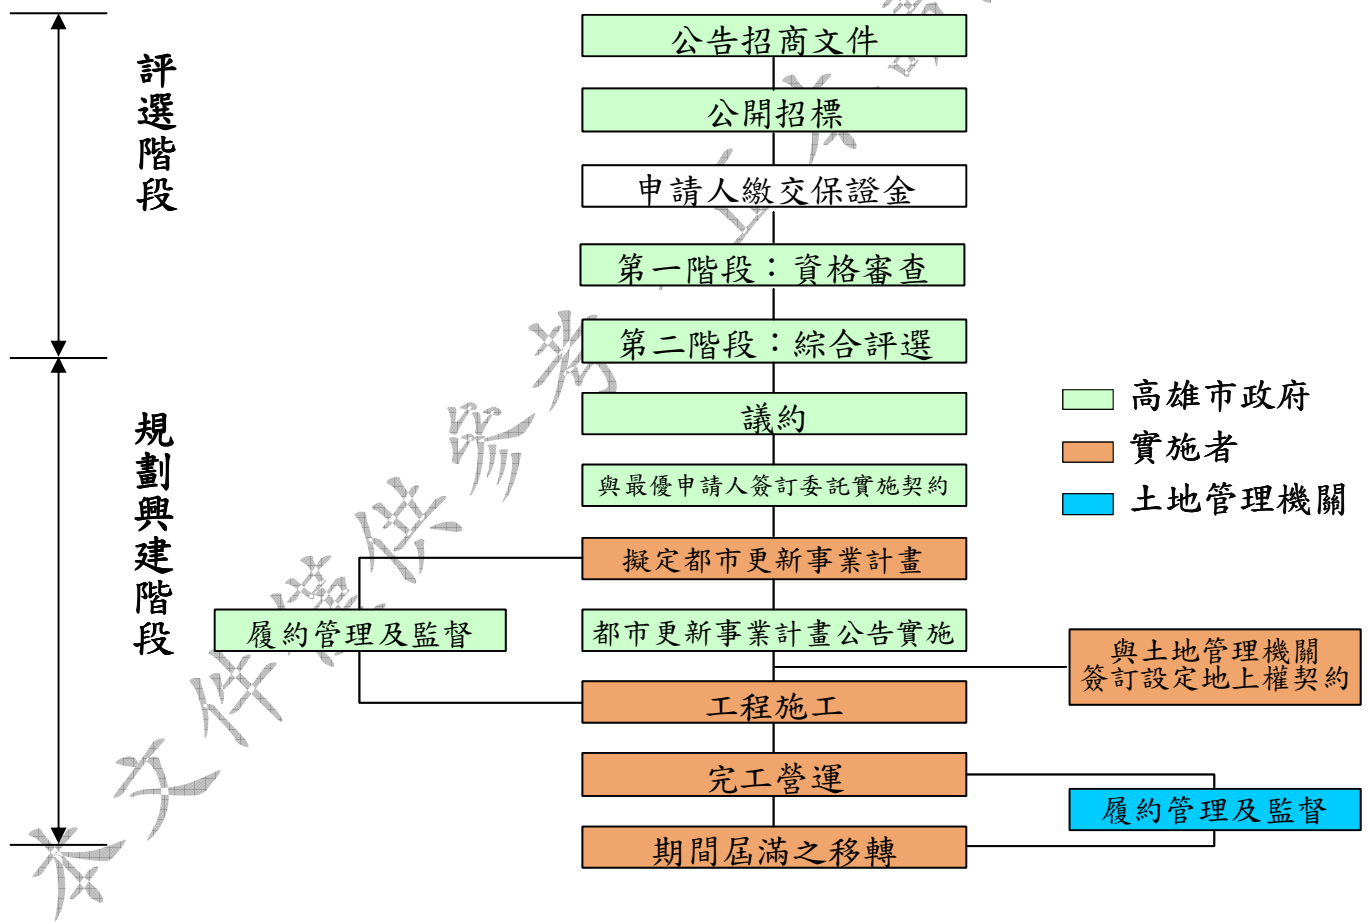 評選階段
公告招商文件
公開招標
申請人繳交保證金
第一階段：資格審查
第二階段：綜合評選
規劃興建階段
議約
與最優申請人簽訂委託實施契約
擬定都市更新事業計畫
履約管理及監督
都市更新事業計畫公告實施
與土地管理機關
簽訂設定地上權契約
工程施工
完工營運
履約管理及監督
期間屆滿之移轉
高雄市政府
實施者
土地管理機關
本文件僅供參考